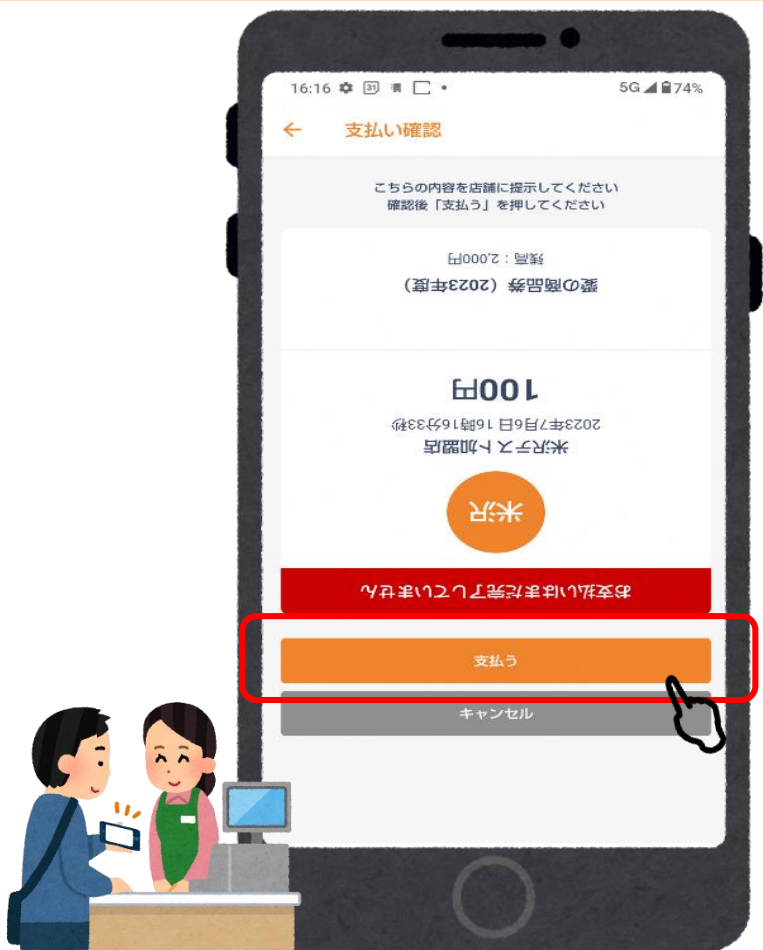 16:16 31 5G 74%
← 支払い確認
こちらの内容を店舗に提示してください
確認後「支払う」を押してください
残高：2,000円
愛の商品券（2023年度）
100円
2023年7月6日 16時16分33秒
米沢テスト加盟店
米沢
お支払いはまだ完了していません
支払う
キャンセル